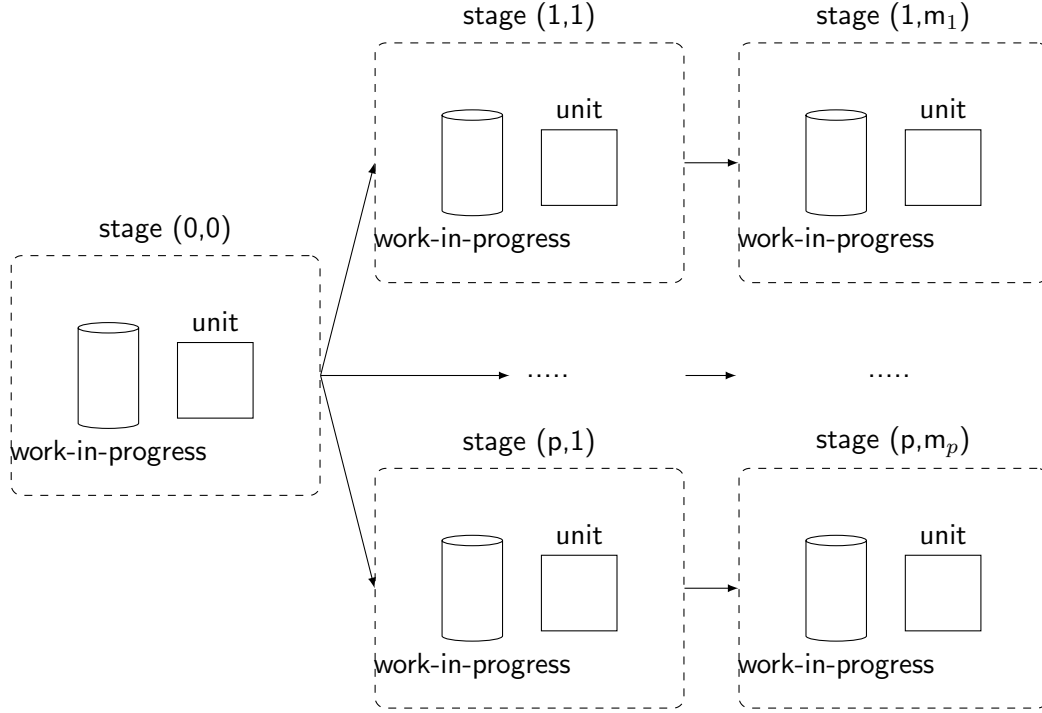 stage (1,1)
stage (1,m₁)
unit
unit
work-in-progress
work-in-progress
stage (0,0)
unit
work-in-progress
.....
.....
stage (p,1)
stage (p,mₚ)
unit
unit
work-in-progress
work-in-progress